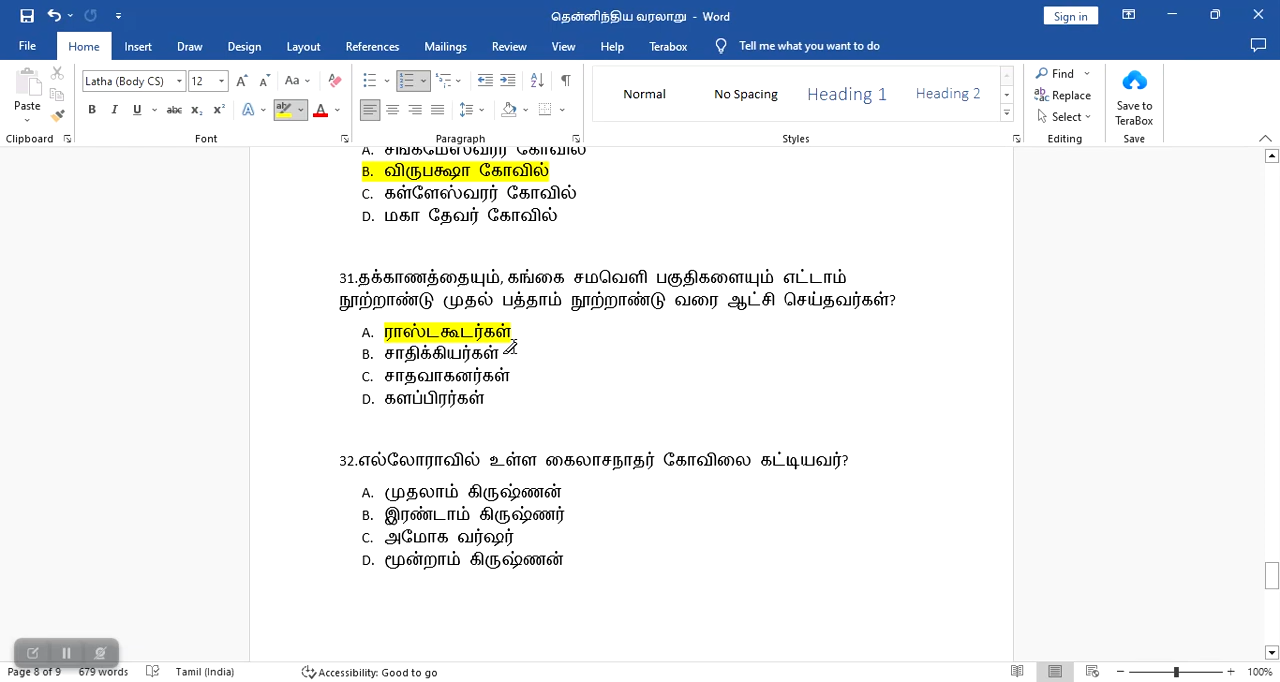 தென்னிந்திய வரலாறு - Word
Sign in
File Home Insert Draw Design Layout References Mailings Review View Help Terabox Tell me what you want to do
Latha (Body CS) 12 Aa
Paste
B I U abc x₂ x² A ab A
Normal No Spacing Heading 1 Heading 2
Find
Replace
Select
Save to
TeraBox
Clipboard Font Paragraph Styles Editing Save
A. சங்கமேஸ்வரர் கோவில்
B. விருபக்ஷா கோவில்
C. கள்ளேஸ்வரர் கோவில்
D. மகா தேவர் கோவில்
31.தக்காணத்தையும், கங்கை சமவெளி பகுதிகளையும் எட்டாம்
நூற்றாண்டு முதல் பத்தாம் நூற்றாண்டு வரை ஆட்சி செய்தவர்கள்?
A. ராஸ்டகூடர்கள்
B. சாதிக்கியர்கள்
C. சாதவாகனர்கள்
D. களப்பிரர்கள்
32.எல்லோராவில் உள்ள கைலாசநாதர் கோவிலை கட்டியவர்?
A. முதலாம் கிருஷ்ணன்
B. இரண்டாம் கிருஷ்ணர்
C. அமோக வர்ஷர்
D. மூன்றாம் கிருஷ்ணன்
Page 8 of 9 679 words Tamil (India) Accessibility: Good to go 100%